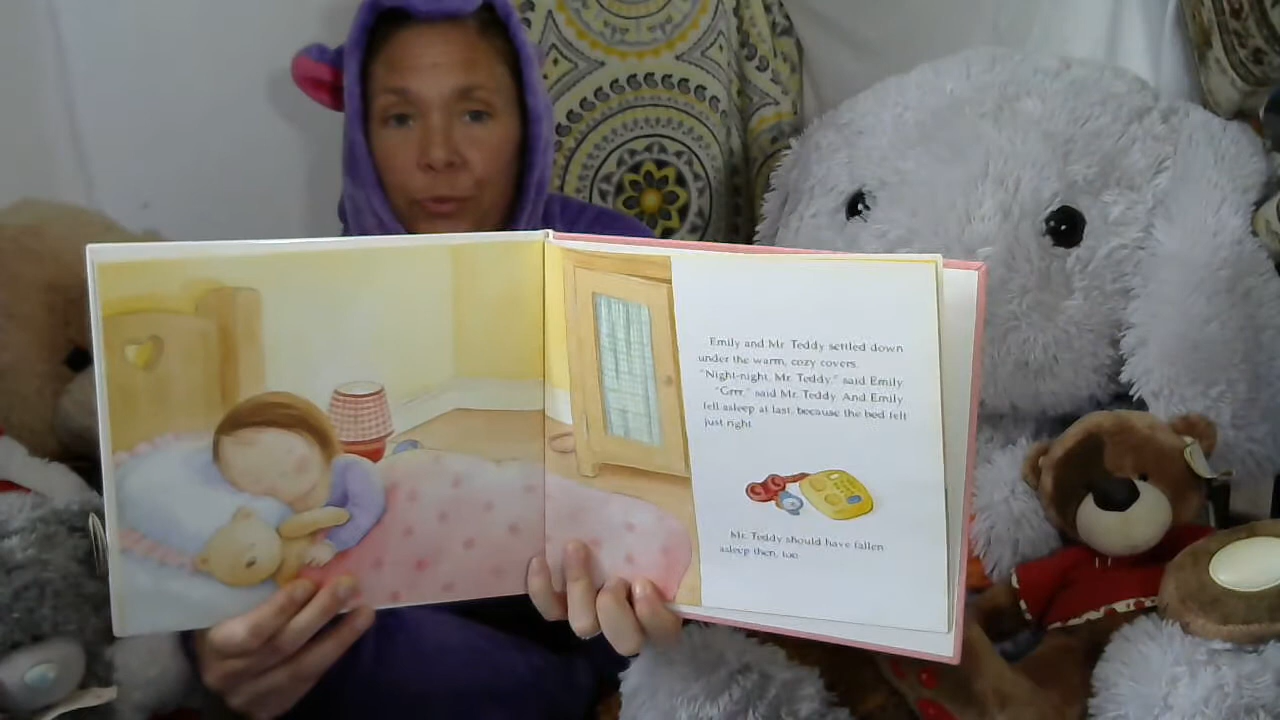 Emily and Mr. Teddy settled down
under the warm, cozy covers.
"Night-night, Mr. Teddy," said Emily.
"Grrr," said Mr. Teddy. And Emily
fell asleep at last, because the bed felt
just right.
Mr. Teddy should have fallen
asleep then, too.